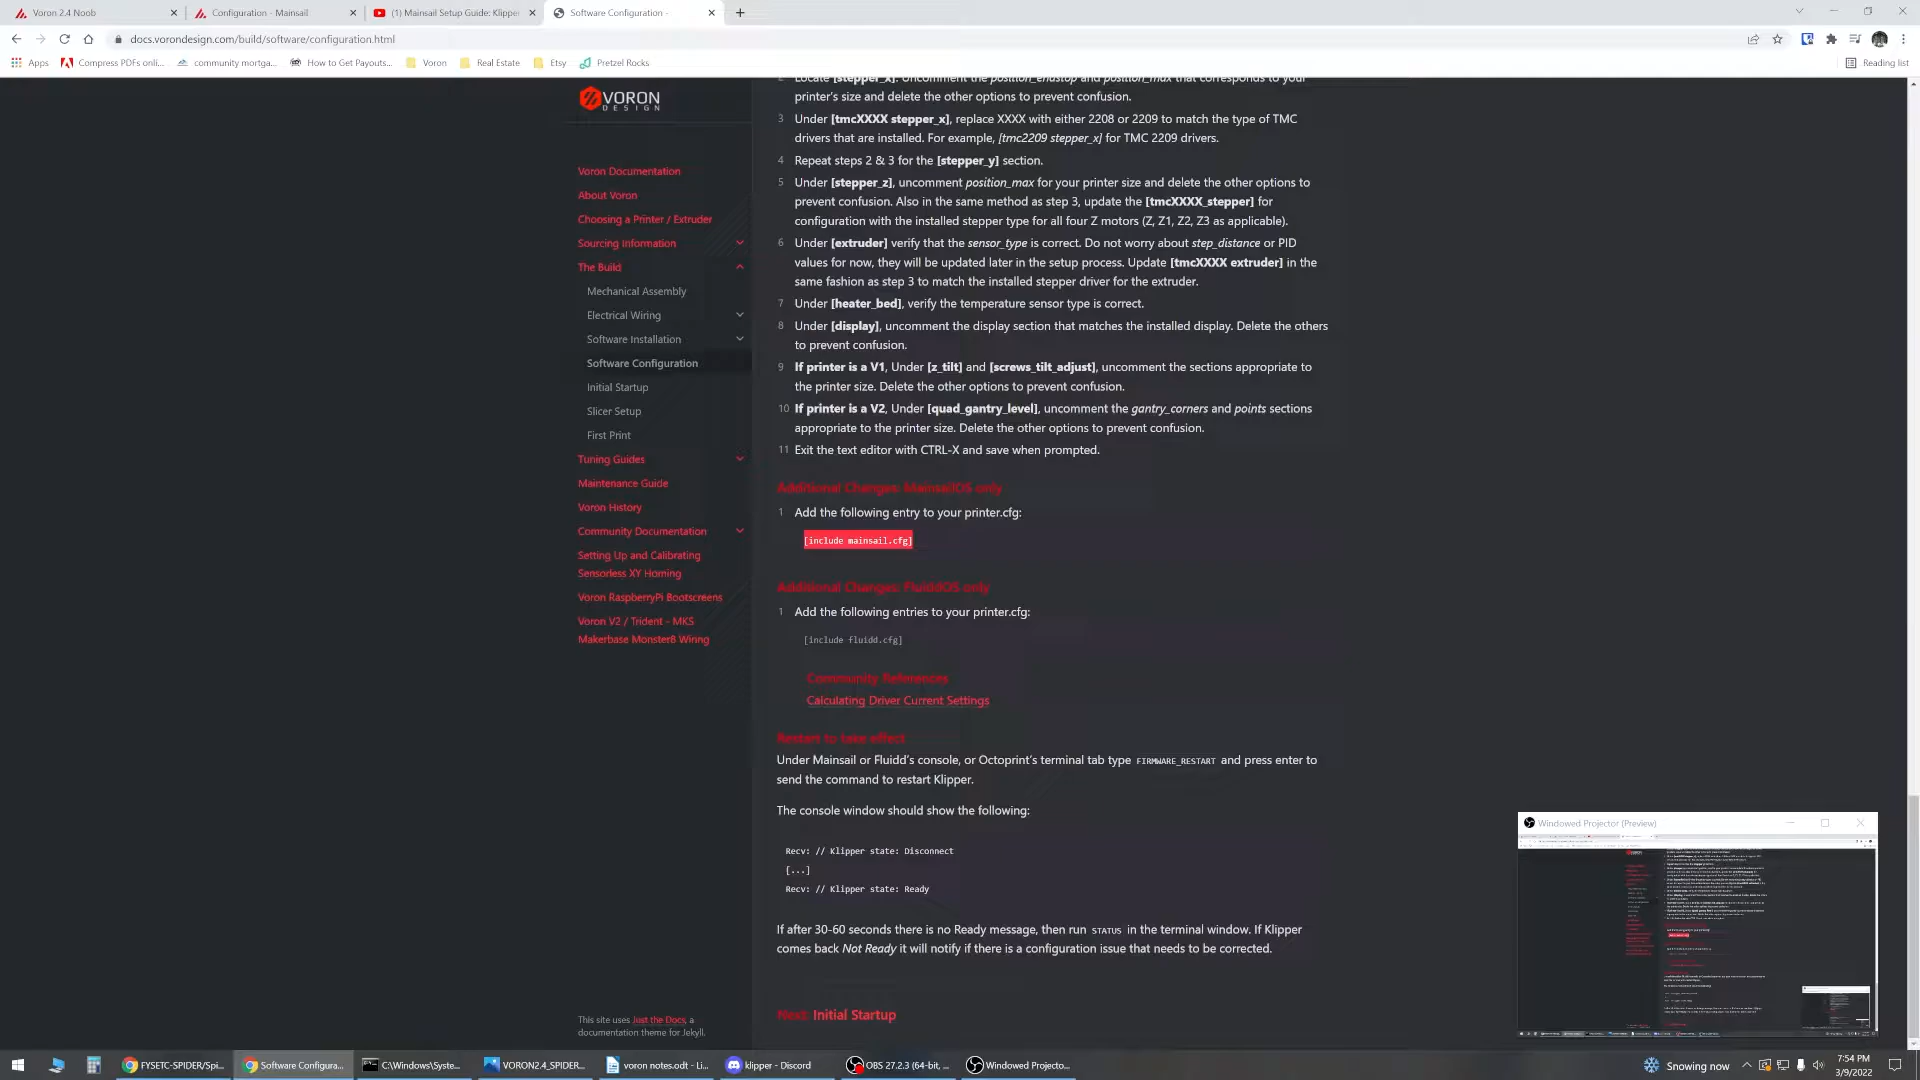 Voron 2.4 Noob
Configuration - Mainsail
(1) Mainsail Setup Guide: Klipper
Software Configuration -
docs.vorondesign.com/build/software/configuration.html
Apps
Compress PDFs onli...
community mortga...
How to Get Payouts...
Voron
Real Estate
Etsy
Pretzel Rocks
Reading list
VORON
DESIGN
Voron Documentation
About Voron
Choosing a Printer / Extruder
Sourcing Information
The Build
Mechanical Assembly
Electrical Wiring
Software Installation
Software Configuration
Initial Startup
Slicer Setup
First Print
Tuning Guides
Maintenance Guide
Voron History
Community Documentation
Setting Up and Calibrating
Sensorless XY Homing
Voron RaspberryPi Bootscreens
Voron V2 / Trident - MKS
Makerbase Monster8 Wiring
This site uses Just the Docs, a
documentation theme for Jekyll.
2 Locate [stepper_x]. Uncomment the position_endstop and position_max that corresponds to your
printer's size and delete the other options to prevent confusion.
3 Under [tmcXXXX stepper_x], replace XXXX with either 2208 or 2209 to match the type of TMC
drivers that are installed. For example, [tmc2209 stepper_x] for TMC 2209 drivers.
4 Repeat steps 2 & 3 for the [stepper_y] section.
5 Under [stepper_z], uncomment position_max for your printer size and delete the other options to
prevent confusion. Also in the same method as step 3, update the [tmcXXXX_stepper] for
configuration with the installed stepper type for all four Z motors (Z, Z1, Z2, Z3 as applicable).
6 Under [extruder] verify that the sensor_type is correct. Do not worry about step_distance or PID
values for now, they will be updated later in the setup process. Update [tmcXXXX extruder] in the
same fashion as step 3 to match the installed stepper driver for the extruder.
7 Under [heater_bed], verify the temperature sensor type is correct.
8 Under [display], uncomment the display section that matches the installed display. Delete the others
to prevent confusion.
9 If printer is a V1, Under [z_tilt] and [screws_tilt_adjust], uncomment the sections appropriate to
the printer size. Delete the other options to prevent confusion.
10 If printer is a V2, Under [quad_gantry_level], uncomment the gantry_corners and points sections
appropriate to the printer size. Delete the other options to prevent confusion.
11 Exit the text editor with CTRL-X and save when prompted.
Additional Changes: MainsailOS only
1 Add the following entry to your printer.cfg:
[include mainsail.cfg]
Additional Changes: FluiddOS only
1 Add the following entries to your printer.cfg:
[include fluidd.cfg]
Community References
Calculating Driver Current Settings
Restart to take effect
Under Mainsail or Fluidd's console, or Octoprint's terminal tab type FIRMWARE_RESTART and press enter to
send the command to restart Klipper.
The console window should show the following:
Recv: // Klipper state: Disconnect
[...]
Recv: // Klipper state: Ready
If after 30-60 seconds there is no Ready message, then run STATUS in the terminal window. If Klipper
comes back Not Ready it will notify if there is a configuration issue that needs to be corrected.
Next: Initial Startup
Windowed Projector (Preview)
FYSETC-SPIDER/Spi...
Software Configura...
C:\Windows\Syste...
VORON2.4_SPIDER...
voron notes.odt - Li...
klipper - Discord
OBS 27.2.3 (64-bit, ...
Windowed Projecto...
Snowing now
7:54 PM
3/9/2022